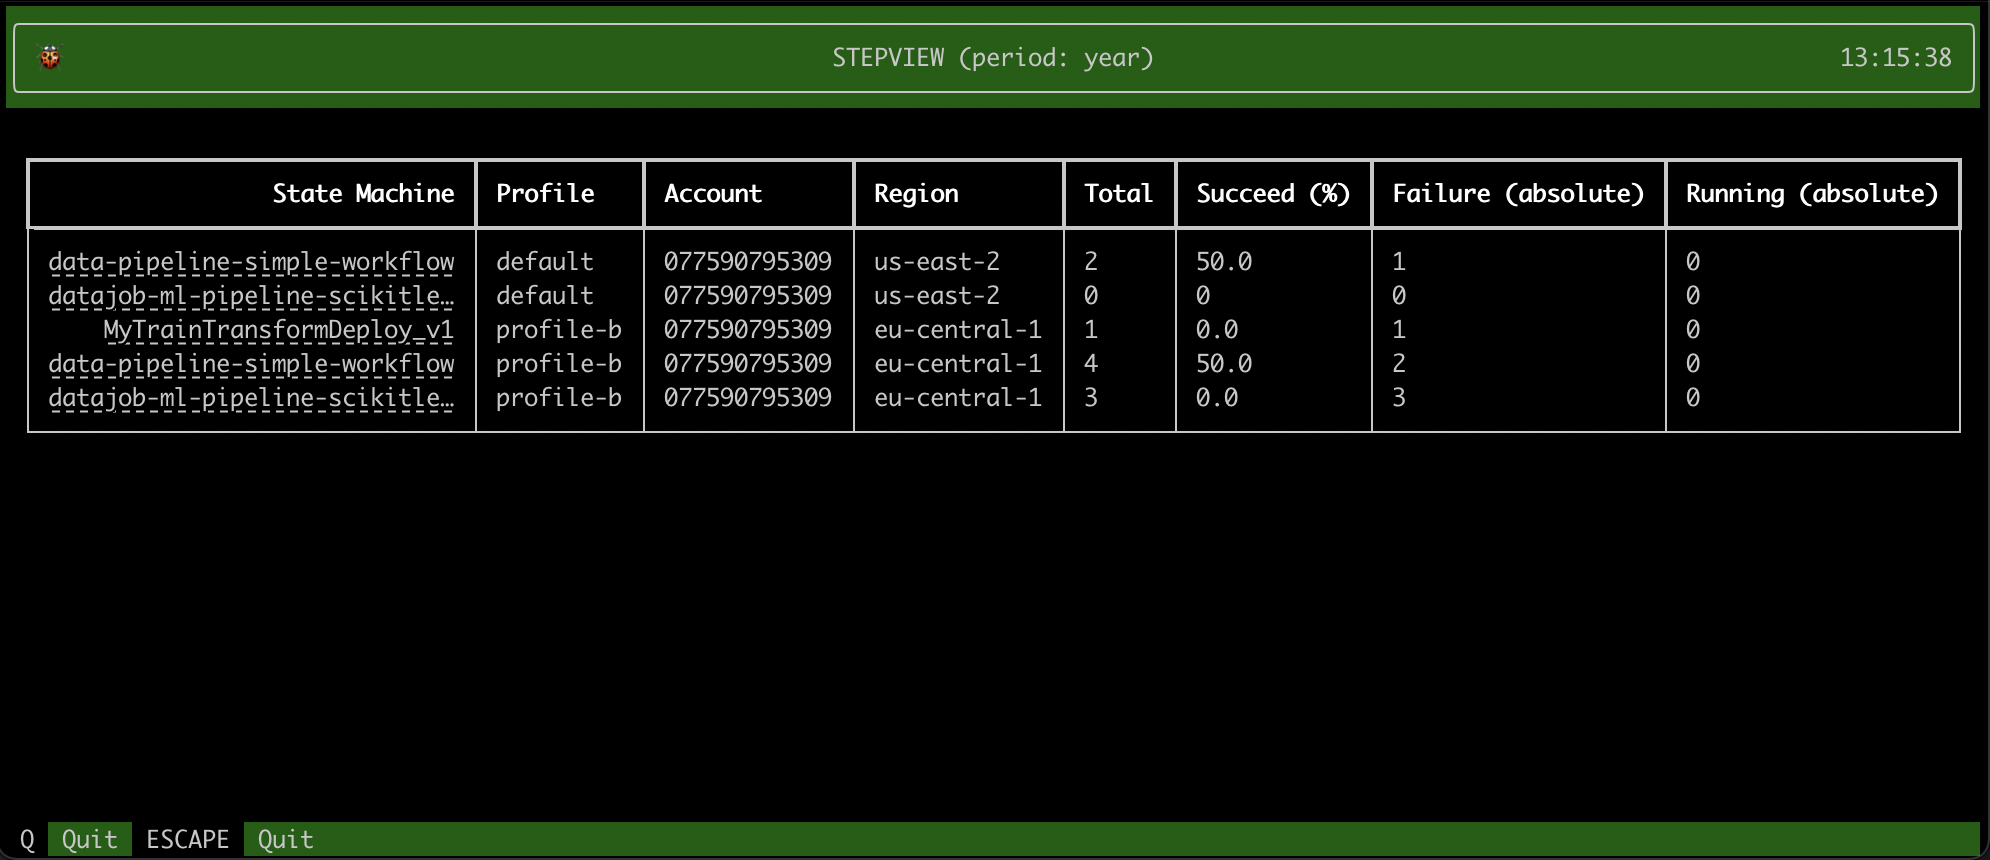 STEPVIEW (period: year) 13:15:38
State Machine Profile Account Region Total Succeed (%) Failure (absolute) Running (absolute)
data-pipeline-simple-workflow default 077590795309 us-east-2 2 50.0 1 0
datajob-ml-pipeline-scikitle… default 077590795309 us-east-2 0 0 0 0
MyTrainTransformDeploy_v1 profile-b 077590795309 eu-central-1 1 0.0 1 0
data-pipeline-simple-workflow profile-b 077590795309 eu-central-1 4 50.0 2 0
datajob-ml-pipeline-scikitle… profile-b 077590795309 eu-central-1 3 0.0 3 0
Q Quit ESCAPE Quit